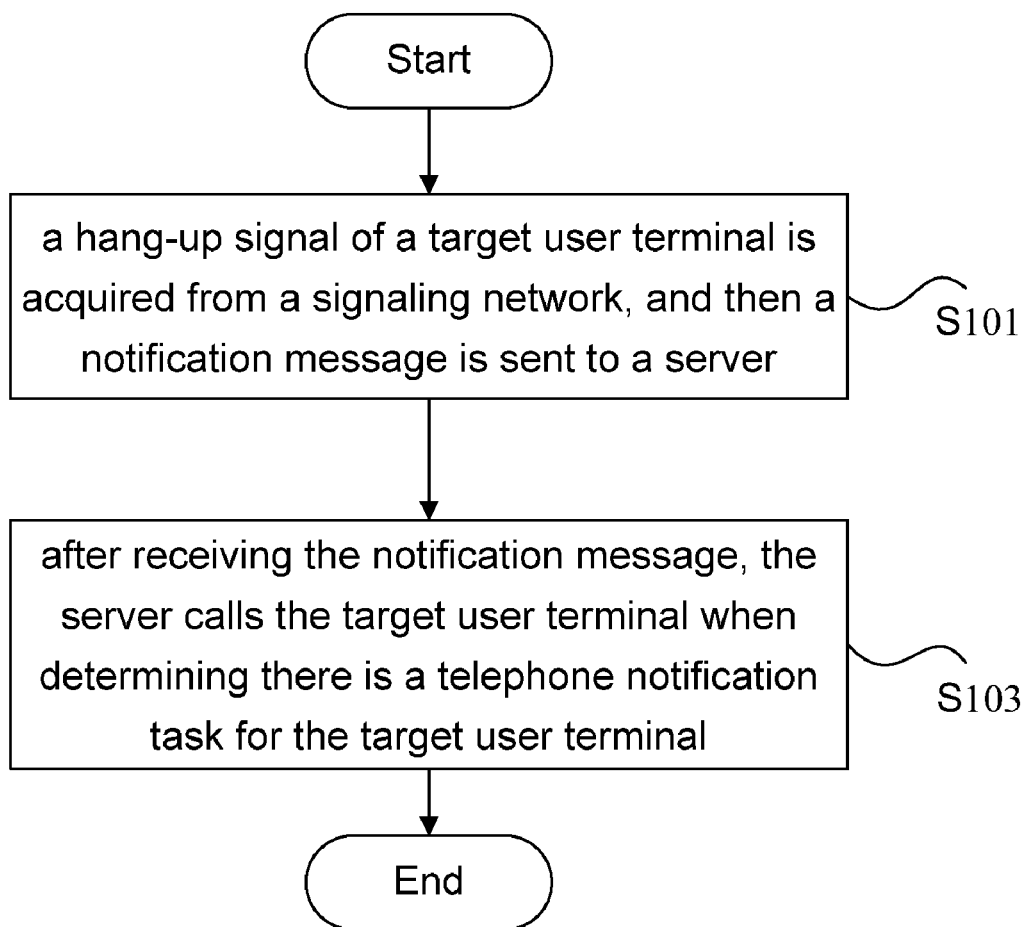 Start
a hang-up signal of a target user terminal is
acquired from a signaling network, and then a
notification message is sent to a server
S101
after receiving the notification message, the
server calls the target user terminal when
determining there is a telephone notification
task for the target user terminal
S103
End